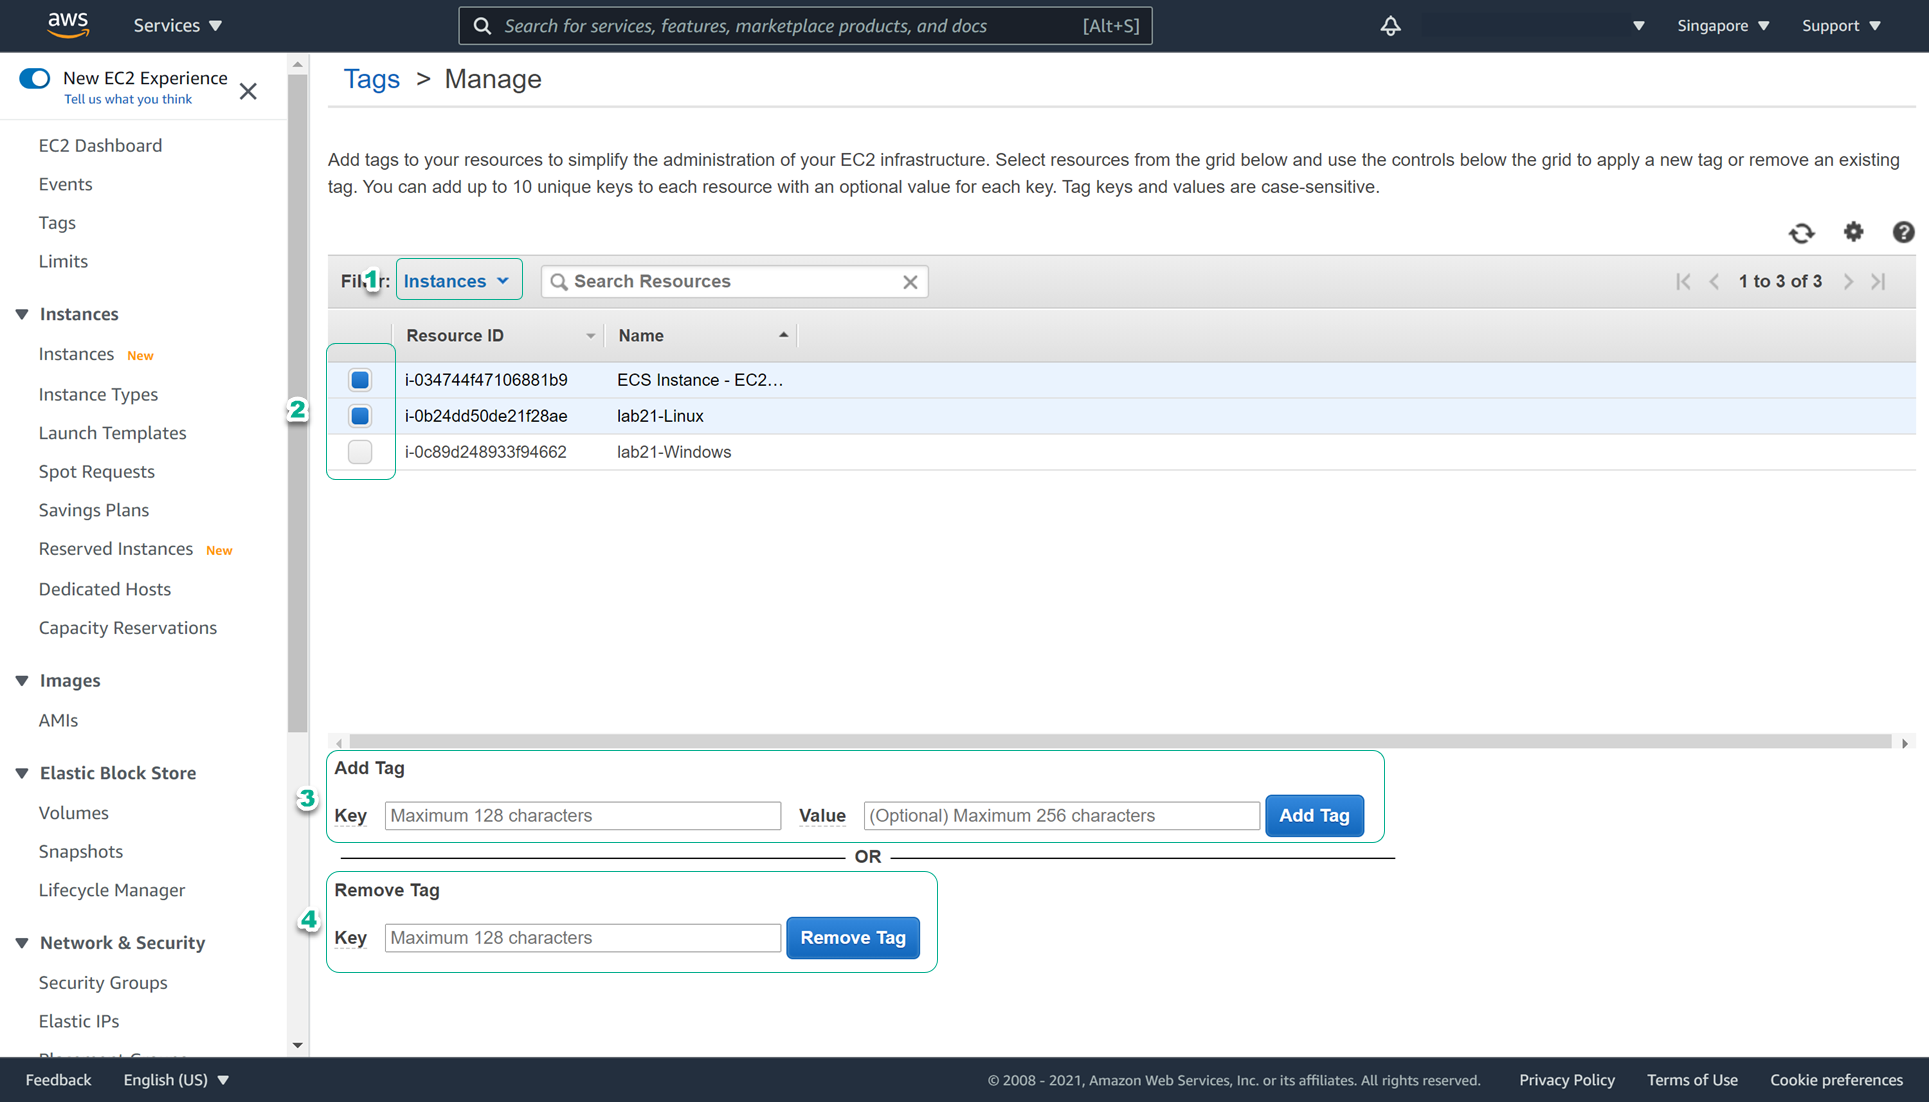 aws Services Search for services, features, marketplace products, and docs [Alt+S] Singapore Support
New EC2 Experience
Tell us what you think
EC2 Dashboard
Events
Tags
Limits
Instances
Instances New
Instance Types
Launch Templates
Spot Requests
Savings Plans
Reserved Instances New
Dedicated Hosts
Capacity Reservations
Images
AMIs
Elastic Block Store
Volumes
Snapshots
Lifecycle Manager
Network & Security
Security Groups
Elastic IPs
Tags > Manage
Add tags to your resources to simplify the administration of your EC2 infrastructure. Select resources from the grid below and use the controls below the grid to apply a new tag or remove an existing
tag. You can add up to 10 unique keys to each resource with an optional value for each key. Tag keys and values are case-sensitive.
1 Instances Search Resources 1 to 3 of 3
Resource ID Name
i-034744f47106881b9 ECS Instance - EC2...
2
i-0b24dd50de21f28ae lab21-Linux
i-0c89d248933f94662 lab21-Windows
Add Tag
3
Key Maximum 128 characters Value (Optional) Maximum 256 characters Add Tag
OR
Remove Tag
4
Key Maximum 128 characters Remove Tag
Feedback English (US) © 2008 - 2021, Amazon Web Services, Inc. or its affiliates. All rights reserved. Privacy Policy Terms of Use Cookie preferences